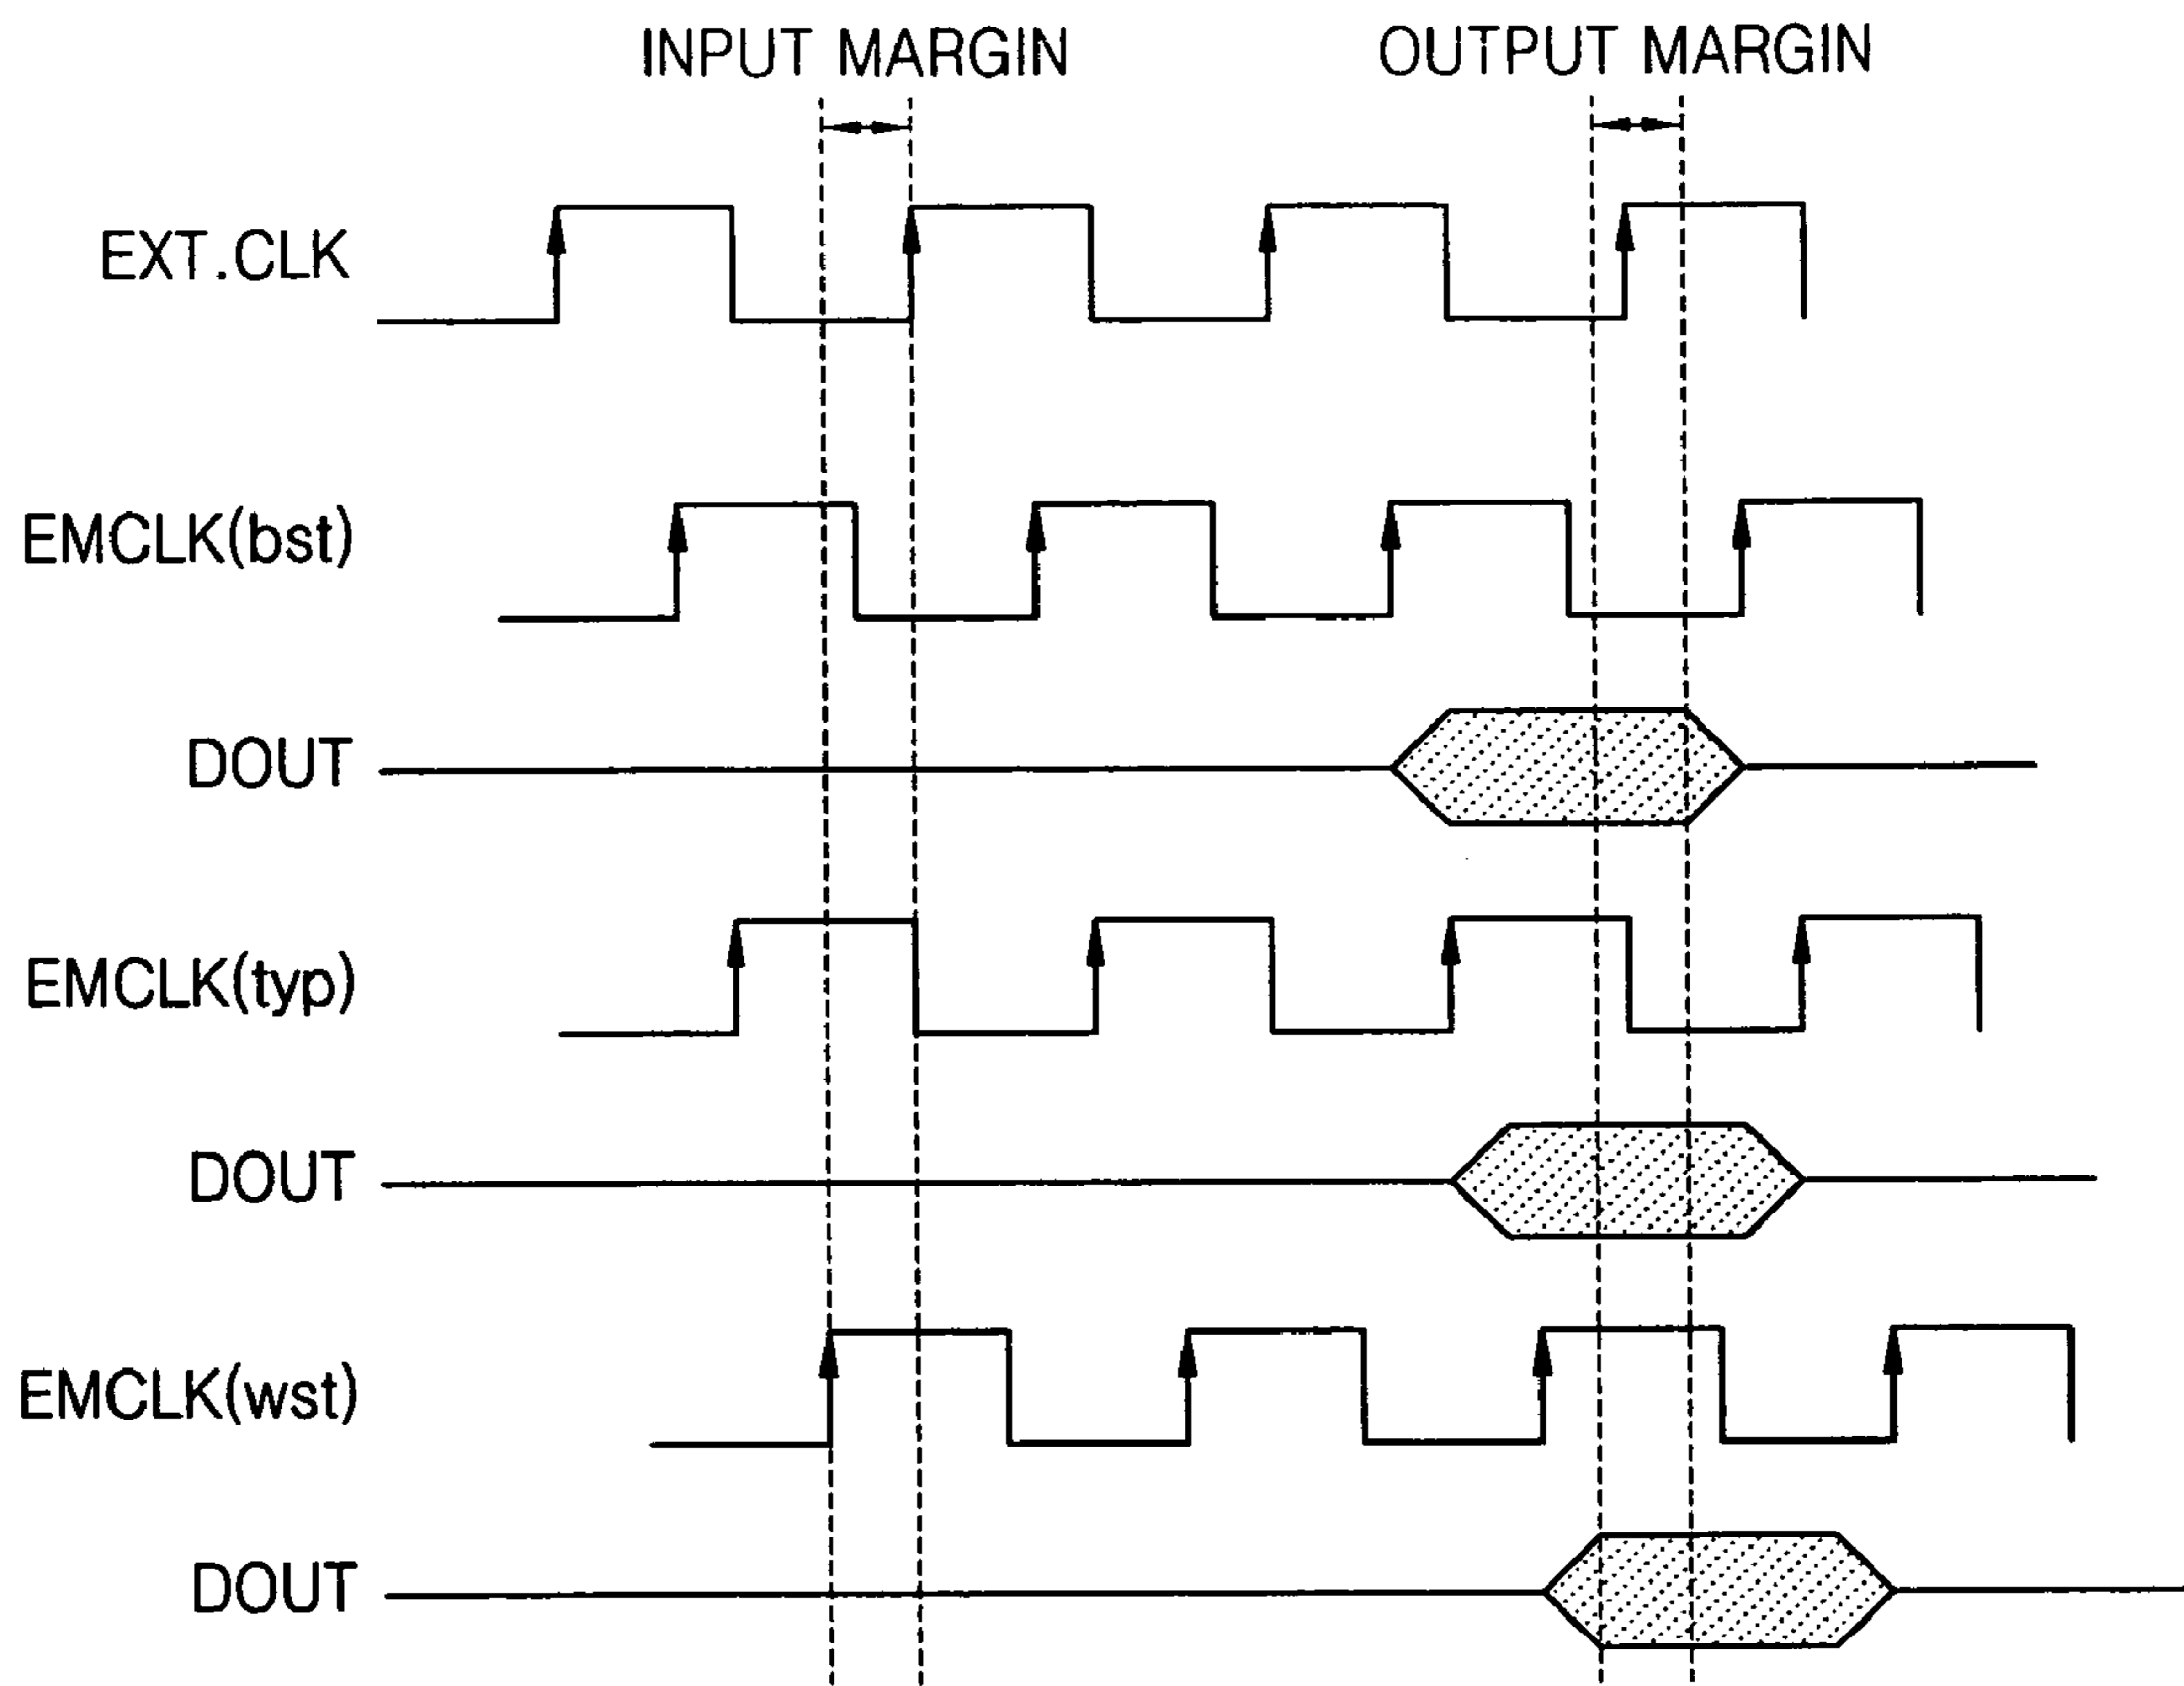 INPUT MARGIN
OUTPUT MARGIN
EXT.CLK
EMCLK(bst)
DOUT
EMCLK(typ)
DOUT
EMCLK(wst)
DOUT